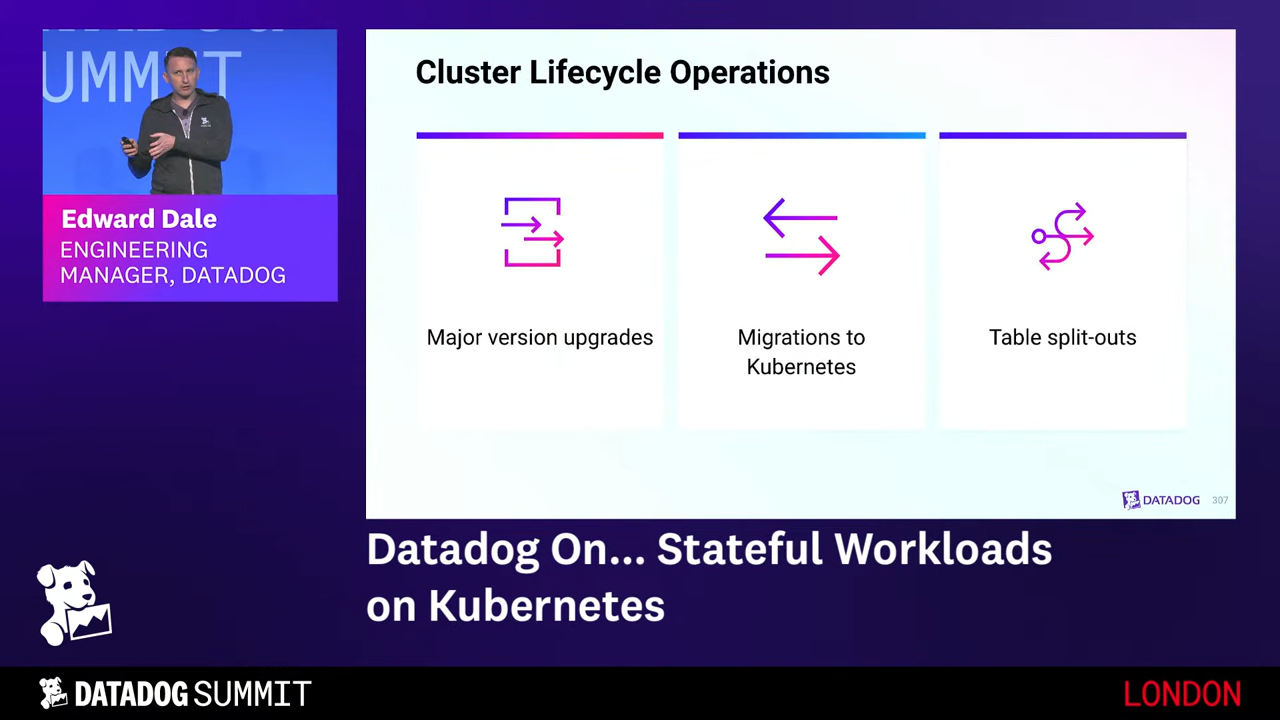 UMMIT
Edward Dale
ENGINEERING
MANAGER, DATADOG
Cluster Lifecycle Operations
Major version upgrades
Migrations to
Kubernetes
Table split-outs
DATADOG 307
Datadog On... Stateful Workloads
on Kubernetes
DATADOG SUMMIT
LONDON